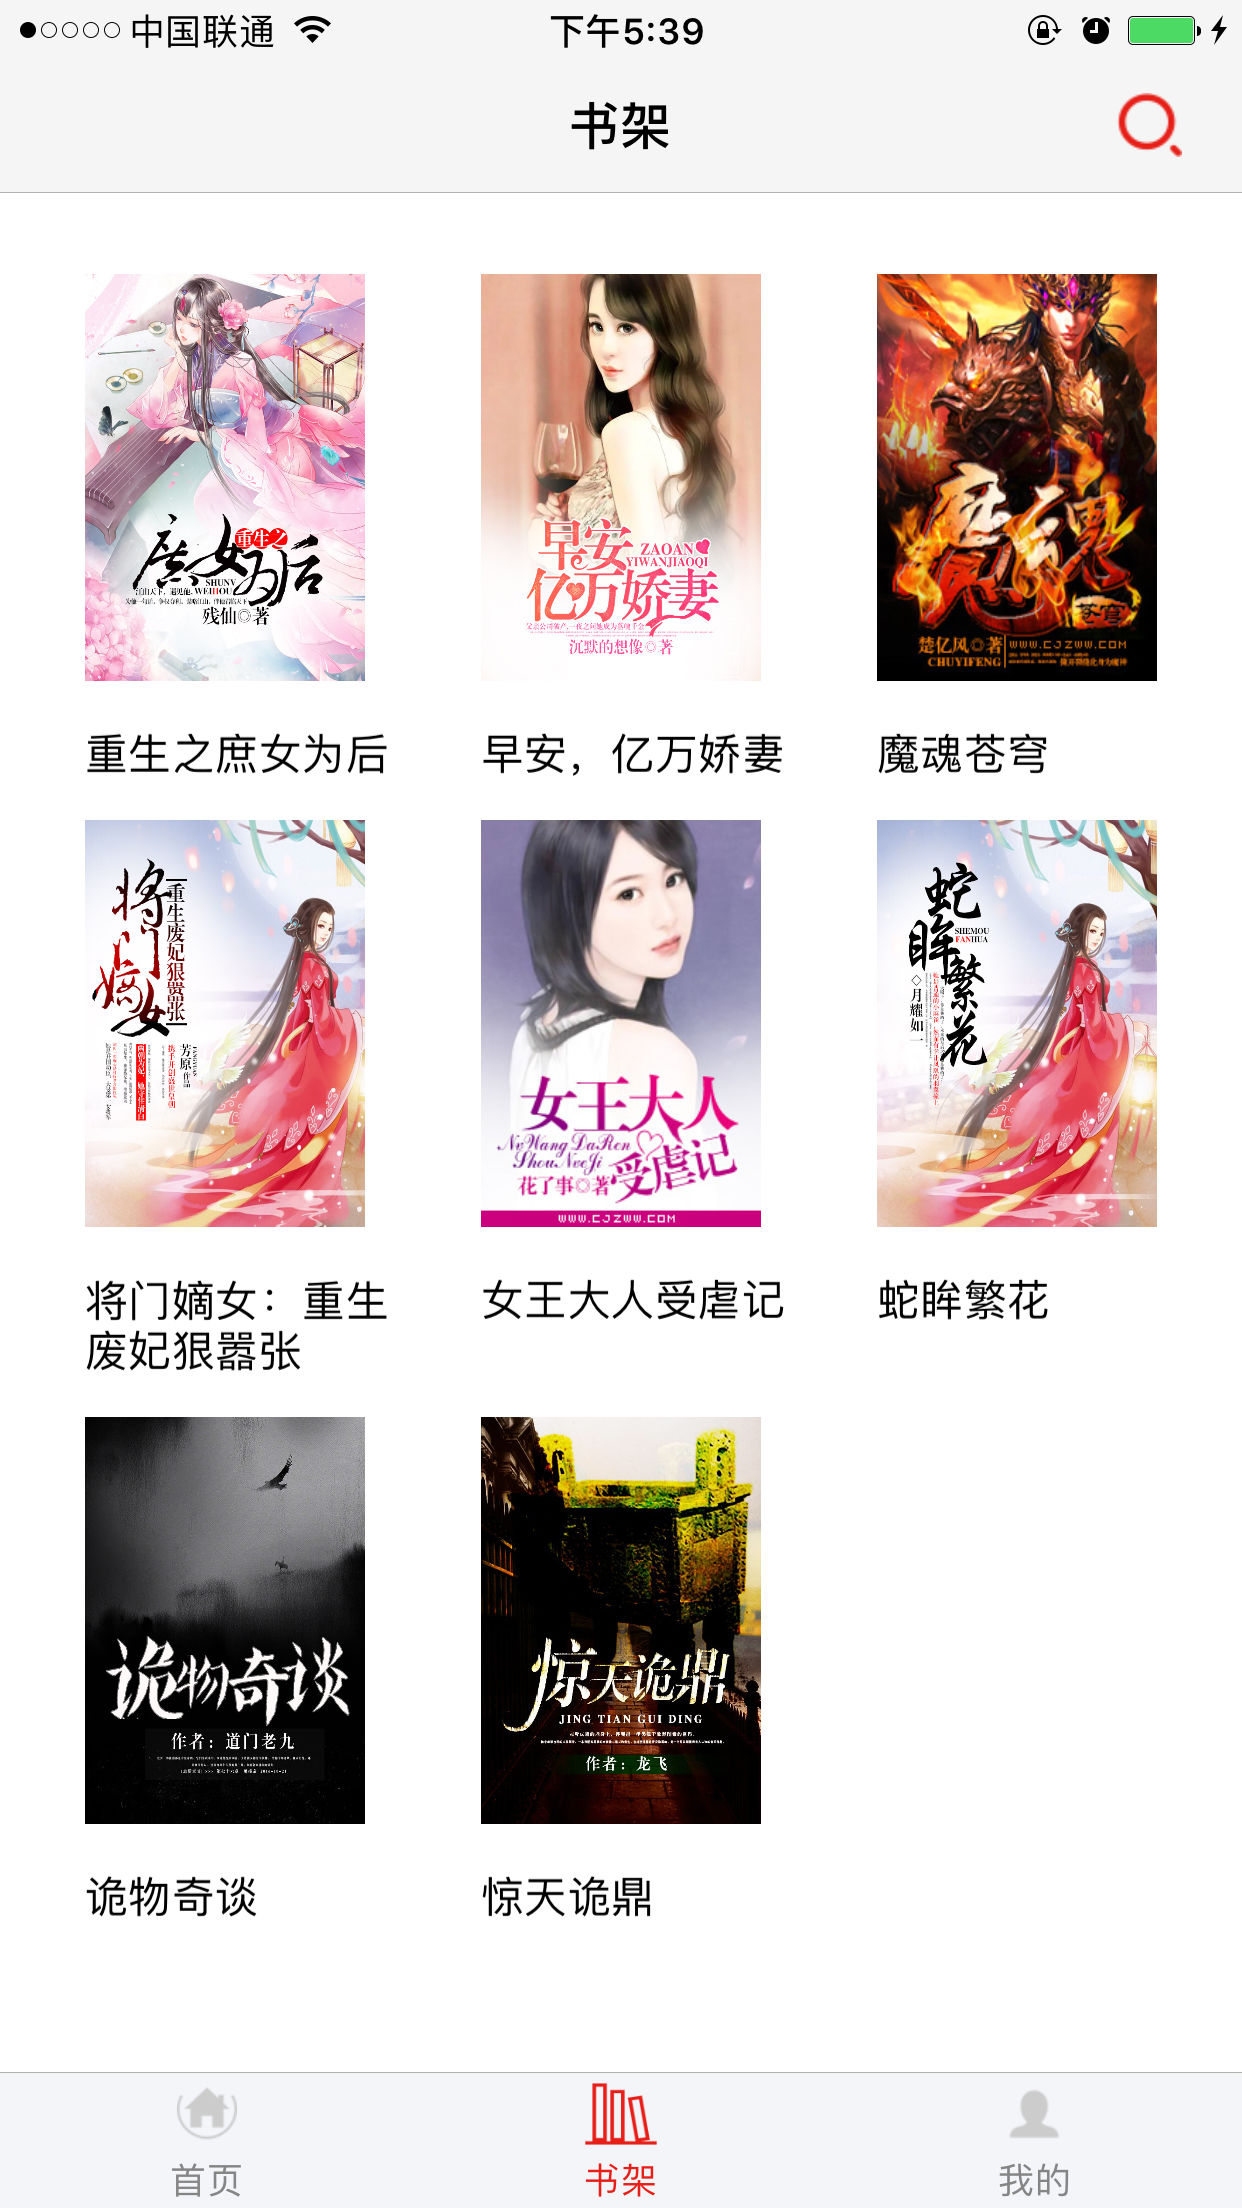 中国联通
下午5:39
书架
庶女为后
重生之
SHUNV
WEIHOU
残仙◎著
早安
ZAOAN
YIWANJIAOQI
亿万娇妻
沉默的想像◎著
魔魂
苍穹
楚亿风◎著
CHUYIFENG
WWW.CJZWW.COM
重生之庶女为后
早安，亿万娇妻
魔魂苍穹
将门嫡女
重生废妃狠嚣张
芳原 作品
女王大人
NvWang DaRen
ShouNveJi
受虐记
花了事◎著
WWW.CJZWW.COM
蛇眸繁花
SHEMOU
FANHUA
◇月耀如一
将门嫡女：重生
废妃狠嚣张
女王大人受虐记
蛇眸繁花
诡物奇谈
作者：道门老九
惊天诡鼎
JING TIAN GUI DING
作者：龙飞
诡物奇谈
惊天诡鼎
首页
书架
我的